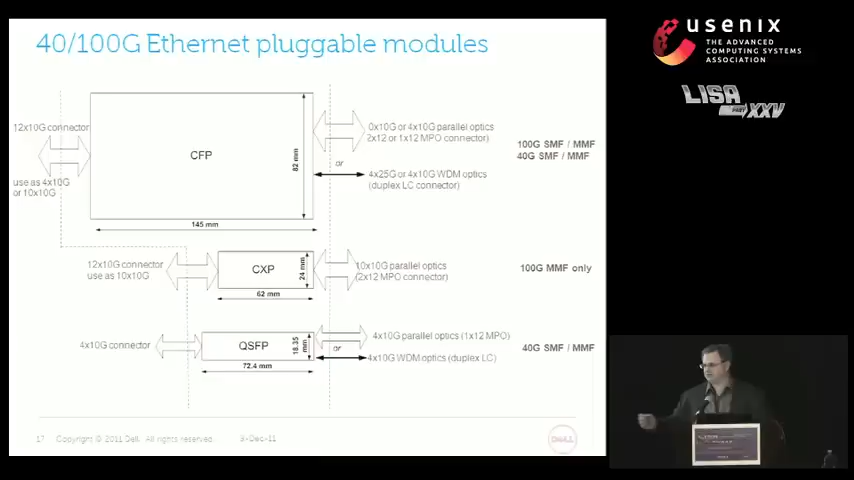 40/100G Ethernet pluggable modules
12x10G connector
use as 4x10G
or 10x10G
CFP
82 mm
145 mm
0x10G or 4x10G parallel optics
2x12 or 1x12 MPO connector)
or
4x25G or 4x10G WDM optics
(duplex LC connector)
100G SMF / MMF
40G SMF / MMF
12x10G connector
use as 10x10G
CXP
24 mm
62 mm
10x10G parallel optics
(2x12 MPO connector)
100G MMF only
4x10G connector
QSFP
18.35
mm
72.4 mm
4x10G parallel optics (1x12 MPO)
or
4x10G WDM optics (duplex LC)
40G SMF / MMF
17 Copyright © 2011 Dell. All rights reserved. 9-Dec-11
DELL
usenix
THE ADVANCED
COMPUTING SYSTEMS
ASSOCIATION
LISA XXV